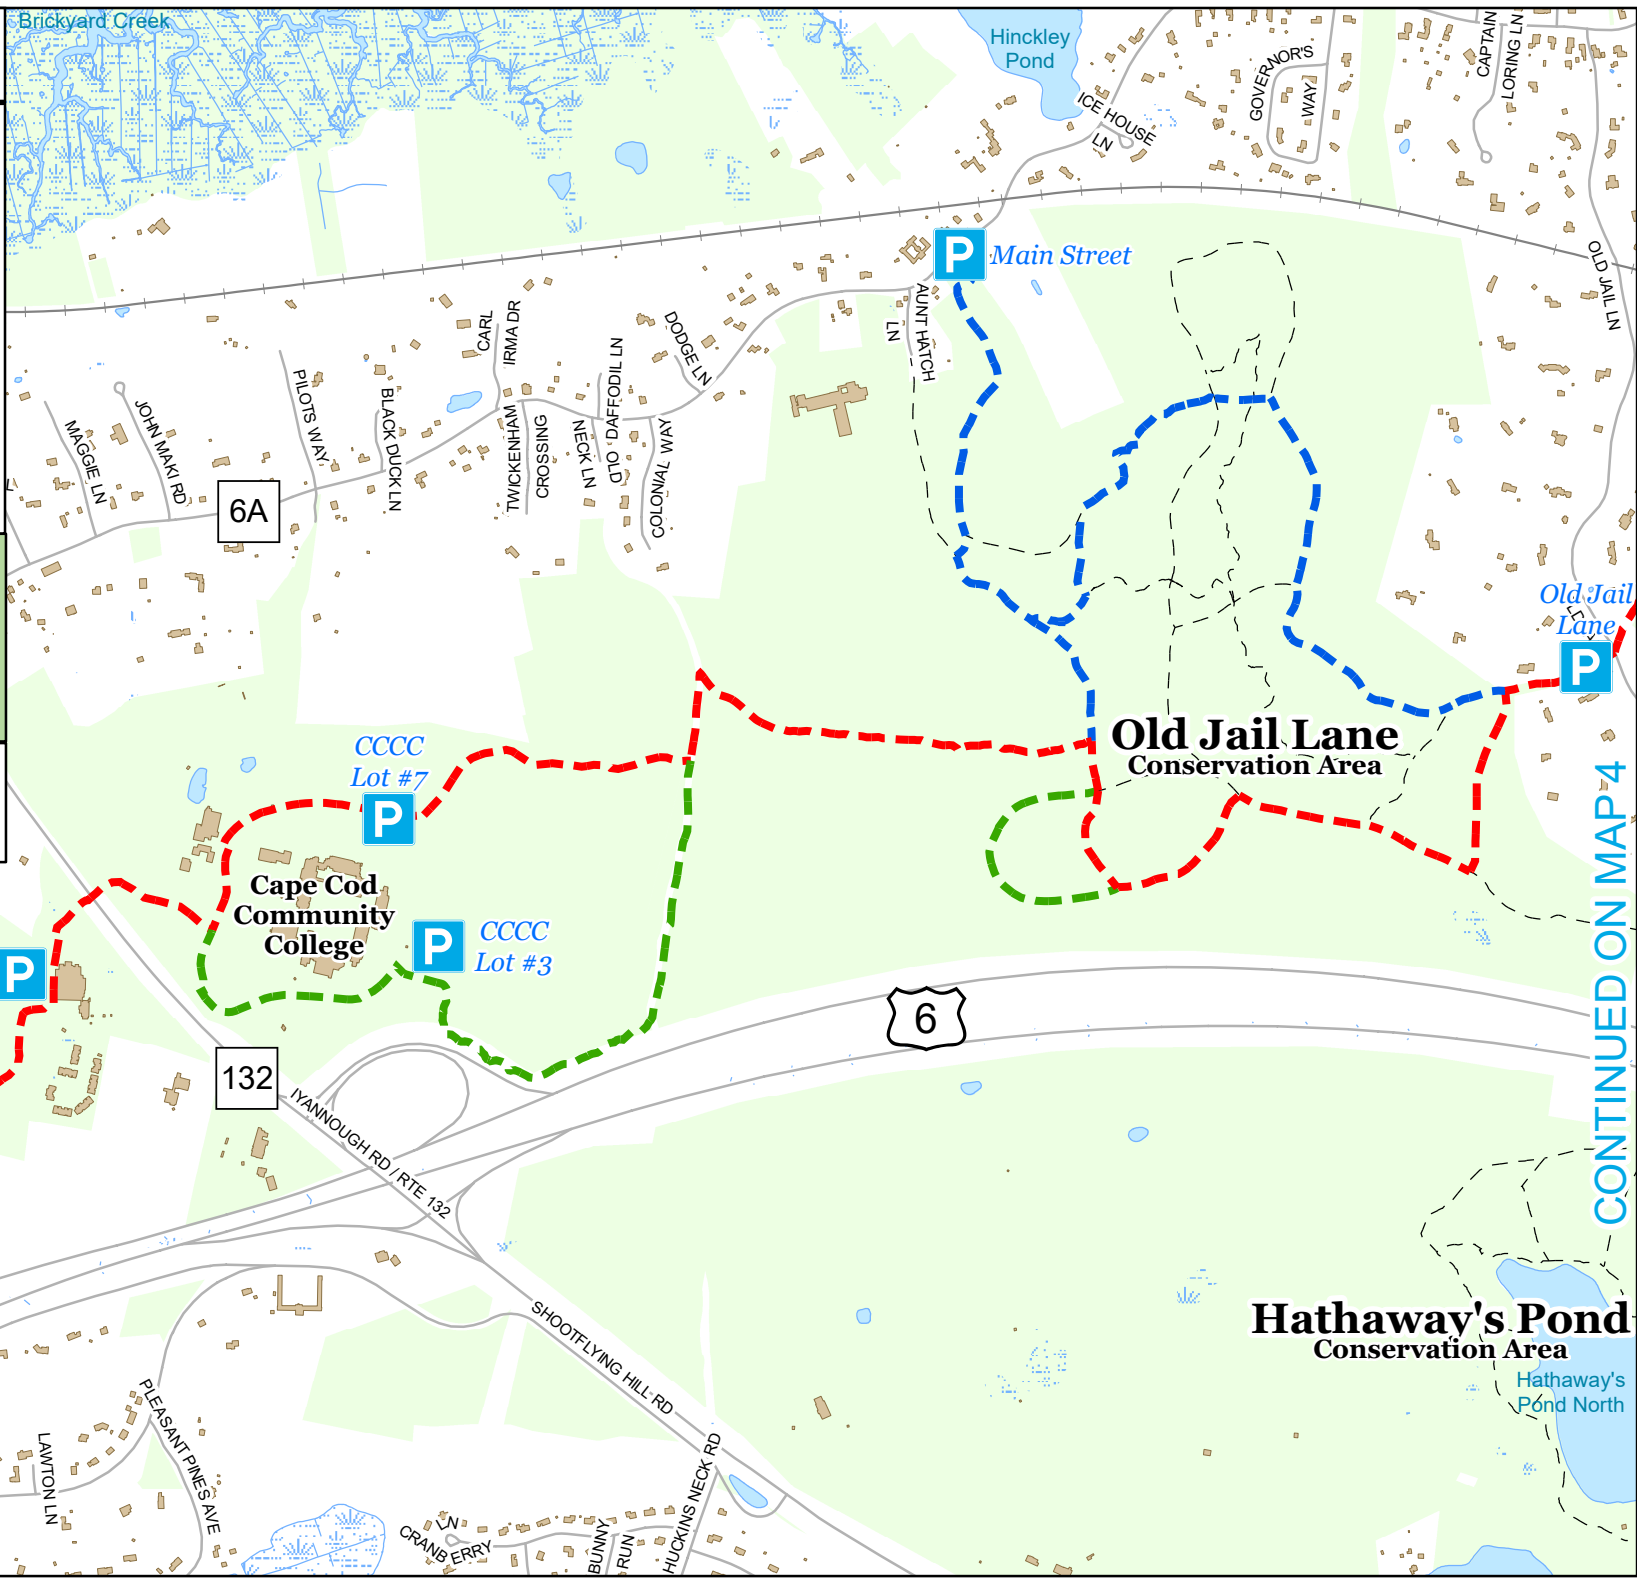 Brickyard Creek
Hinckley
Pond
ICE HOUSE
LN
GOVERNOR'S
WAY
CAPTAIN
LORING LN
P
Main Street
OLD JAIL LN
AUNT HATCH
LN
CARL
IRMA DR
DODGE LN
PILOTS WAY
BLACK DUCK LN
TWICKENHAM
CROSSING
NECK LN
OLD DAFFODIL LN
COLONIAL WAY
MAGGIE LN
JOHN MAKI RD
6A
Old Jail
Lane
P
CCCC
Lot #7
P
Old Jail Lane
Conservation Area
Cape Cod
Community
College
P
CCCC
Lot #3
P
6
132
IYANNOUGH RD / RTE 132
CONTINUED ON MAP 4
SHOOTFLYING HILL RD
Hathaway's Pond
Conservation Area
Hathaway's
Pond North
PLEASANT PINES AVE
LAWTON LN
CRANBERRY
LN
BUNNY
RUN
HUCKINS NECK RD